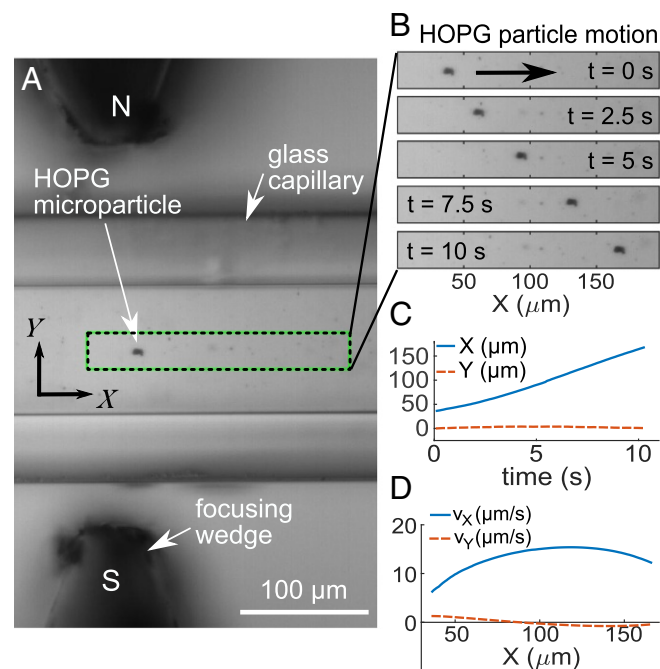 A
N
glass
capillary
HOPG
microparticle
Y
X
focusing
wedge
S
100 μm
B
HOPG particle motion
t = 0 s
t = 2.5 s
t = 5 s
t = 7.5 s
t = 10 s
50 100 150
X (μm)
C
X (μm)
Y (μm)
150
100
50
0
0 5 10
time (s)
D
vX(μm/s)
vY(μm/s)
20
10
0
50 100 150
X (μm)